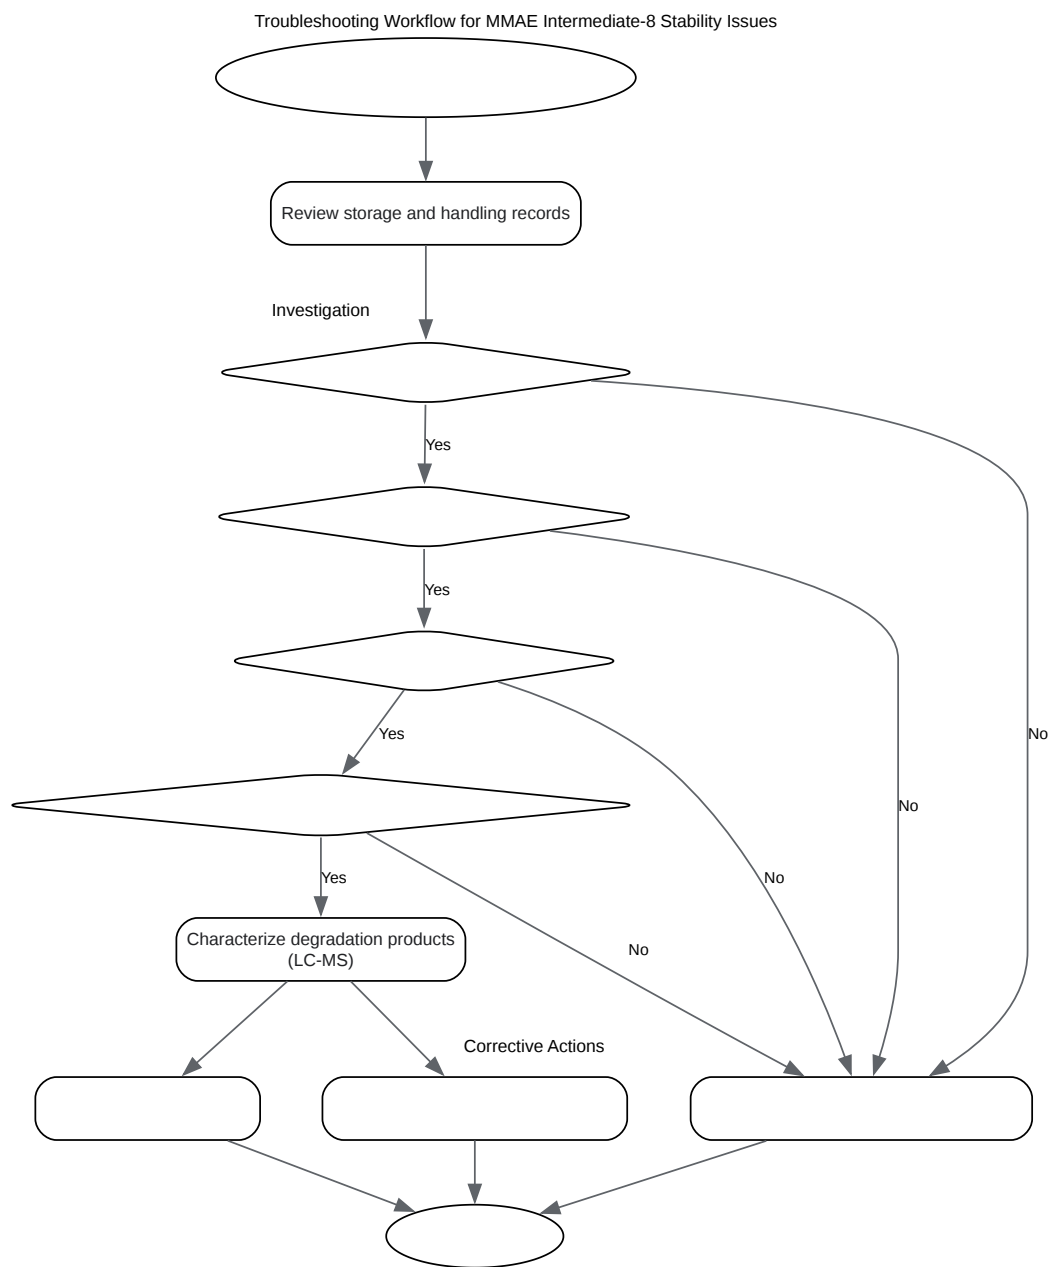 Troubleshooting Workflow for MMAE Intermediate-8 Stability Issues
Review storage and handling records
Investigation
Yes
Yes
Yes
No
No
Yes
No
Characterize degradation products
(LC-MS)
No
Corrective Actions